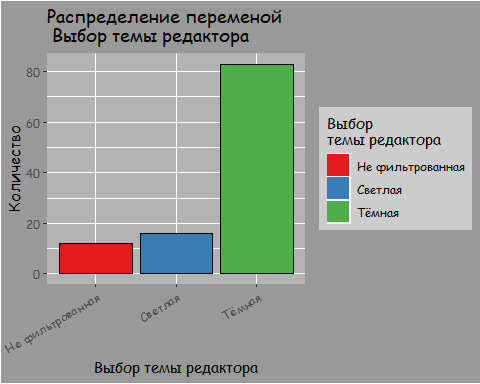 Распределение переменой
Выбор темы редактора
Количество
80
60
40
20
0
Не фильтрованная
Светлая
Тёмная
Выбор темы редактора
Выбор
темы редактора
Не фильтрованная
Светлая
Тёмная